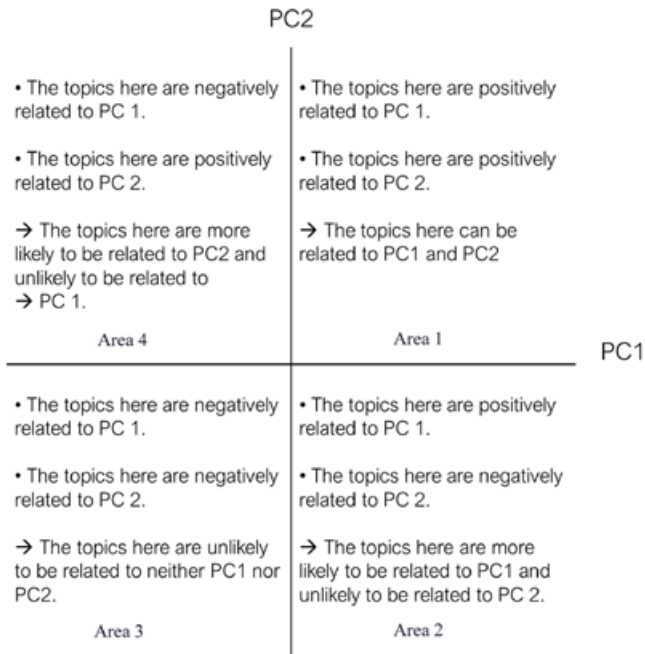 PC2
• The topics here are negatively
related to PC 1.
• The topics here are positively
related to PC 2.
→ The topics here are more
likely to be related to PC2 and
unlikely to be related to
→ PC 1.
Area 4
• The topics here are positively
related to PC 1.
• The topics here are positively
related to PC 2.
→ The topics here can be
related to PC1 and PC2
Area 1
PC1
• The topics here are negatively
related to PC 1.
• The topics here are negatively
related to PC 2.
→ The topics here are unlikely
to be related to neither PC1 nor
PC2.
Area 3
• The topics here are positively
related to PC 1.
• The topics here are negatively
related to PC 2.
→ The topics here are more
likely to be related to PC1 and
unlikely to be related to PC 2.
Area 2